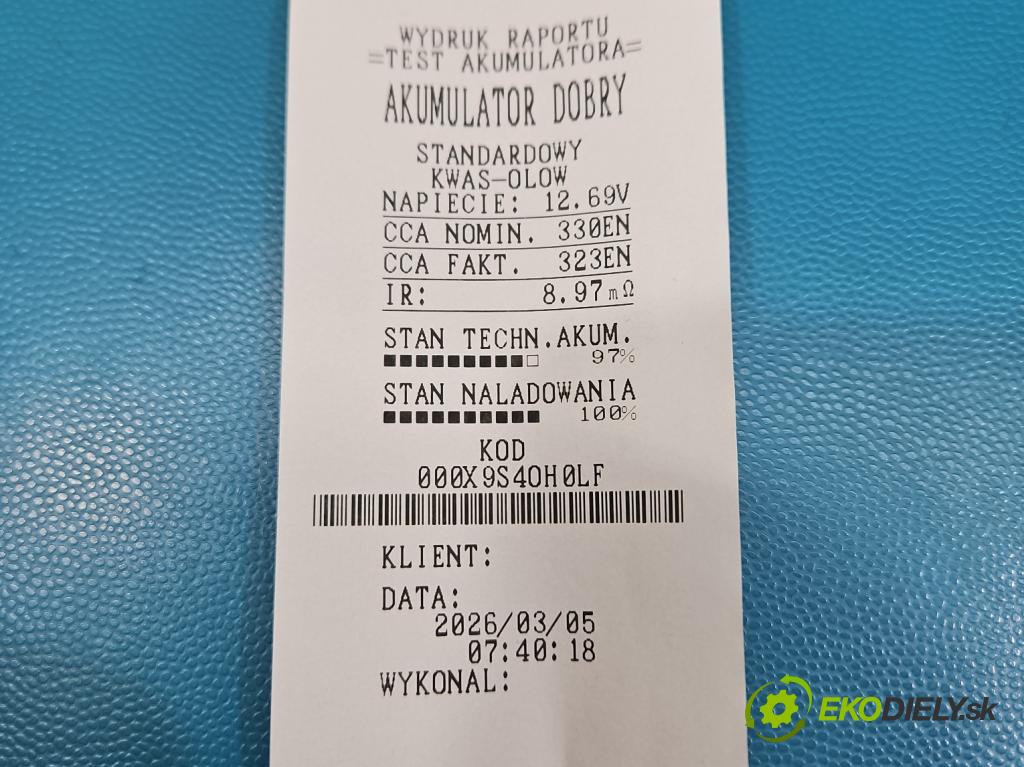 WYDRUK RAPORTU
=TEST AKUMULATORA=
AKUMULATOR DOBRY
STANDARDOWY
KWAS-OLOW
NAPIECIE: 12.69V
CCA NOMIN. 330EN
CCA FAKT. 323EN
IR: 8.97mΩ
STAN TECHN.AKUM.
97%
STAN NALADOWANIA
100%
KOD
000X9S4OH0LF
KLIENT:
DATA:
2026/03/05
07:40:18
WYKONAL:
EKODIELY.sk